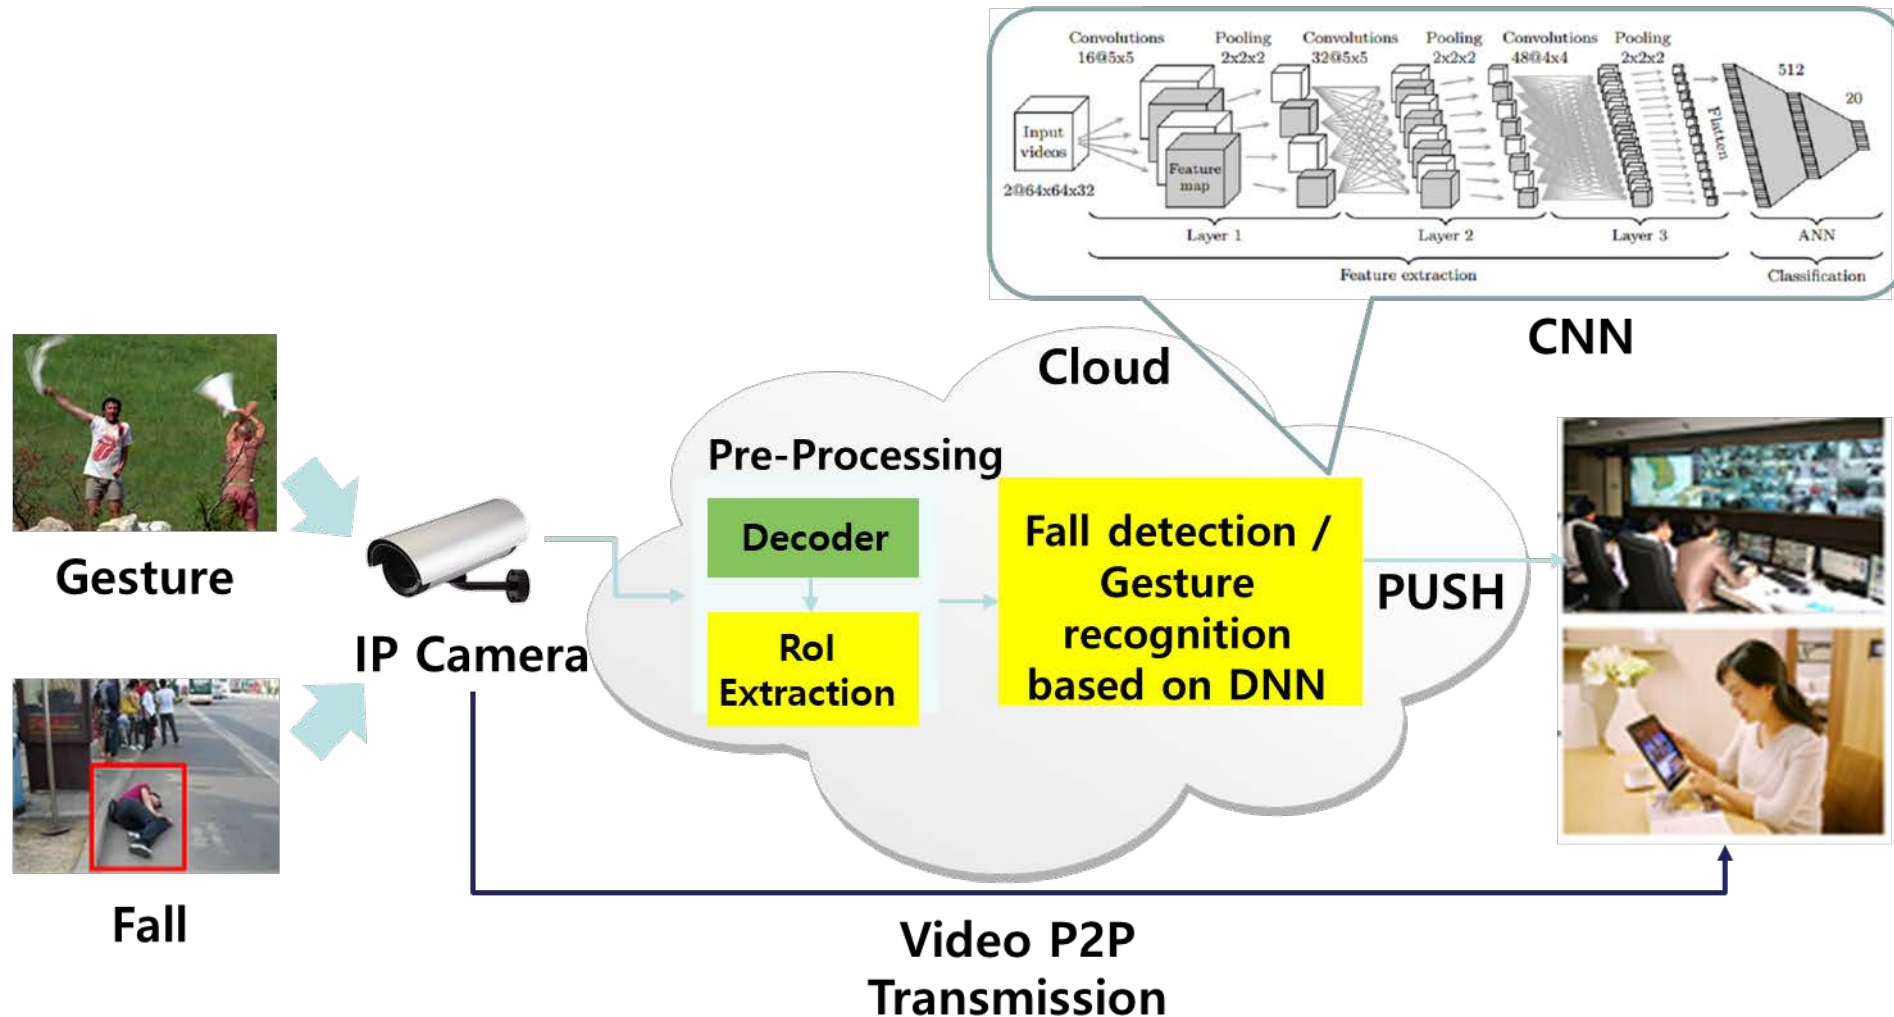 Convolutions
16@5x5
Pooling
2x2x2
Convolutions
32@5x5
Pooling
2x2x2
Convolutions
48@4x4
Pooling
2x2x2
512
20
Input
videos
2@64x64x32
Feature
map
Flatten
Layer 1
Layer 2
Layer 3
ANN
Feature extraction
Classification
CNN
Cloud
Gesture
Fall
IP Camera
Pre-Processing
Decoder
RoI
Extraction
Fall detection /
Gesture
recognition
based on DNN
PUSH
Video P2P
Transmission